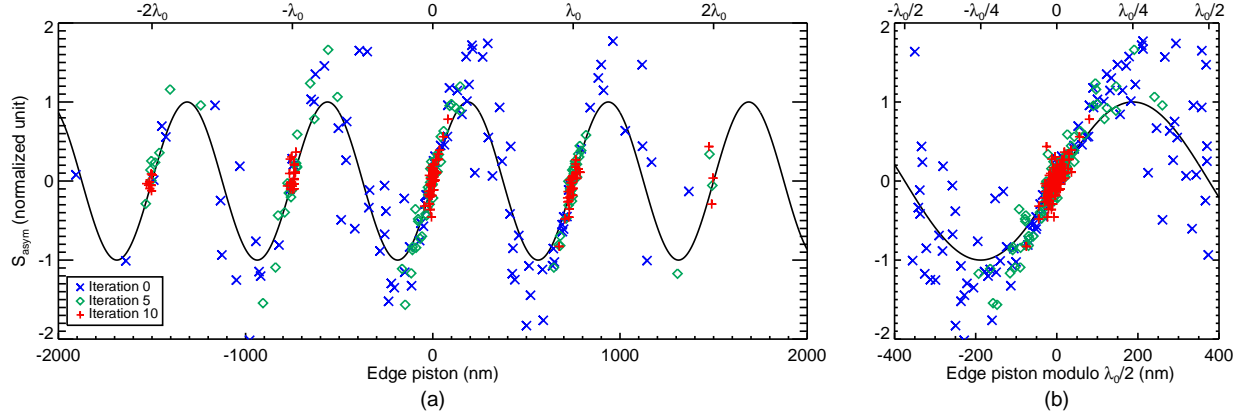 -2λ₀ -λ₀ 0 λ₀ 2λ₀
-λ₀/2 -λ₀/4 0 λ₀/4 λ₀/2
S_asym (normalized unit)
2
1
0
-1
-2
Iteration 0
Iteration 5
Iteration 10
-2000 -1000 0 1000 2000
Edge piston (nm)
(a)
2
1
0
-1
-2
-400 -200 0 200 400
Edge piston modulo λ₀/2 (nm)
(b)